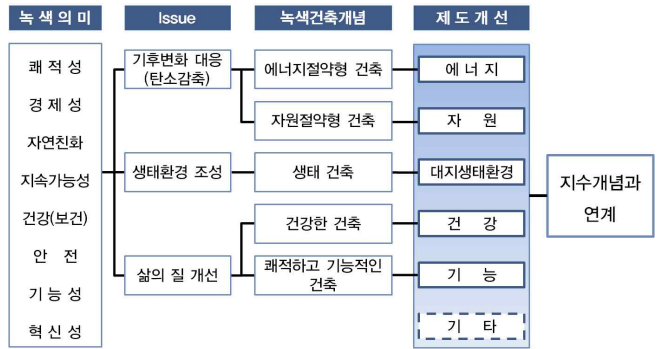 녹색의미
Issue
녹색건축개념
제도개선
쾌적성
경제성
자연친화
지속가능성
건강(보건)
안 전
기능성
혁신성
기후변화 대응
(탄소감축)
생태환경 조성
삶의 질 개선
에너지절약형 건축
자원절약형 건축
생태 건축
건강한 건축
쾌적하고 기능적인
건축
에너지
자 원
대지생태환경
건 강
기 능
기 타
지수개념과
연계